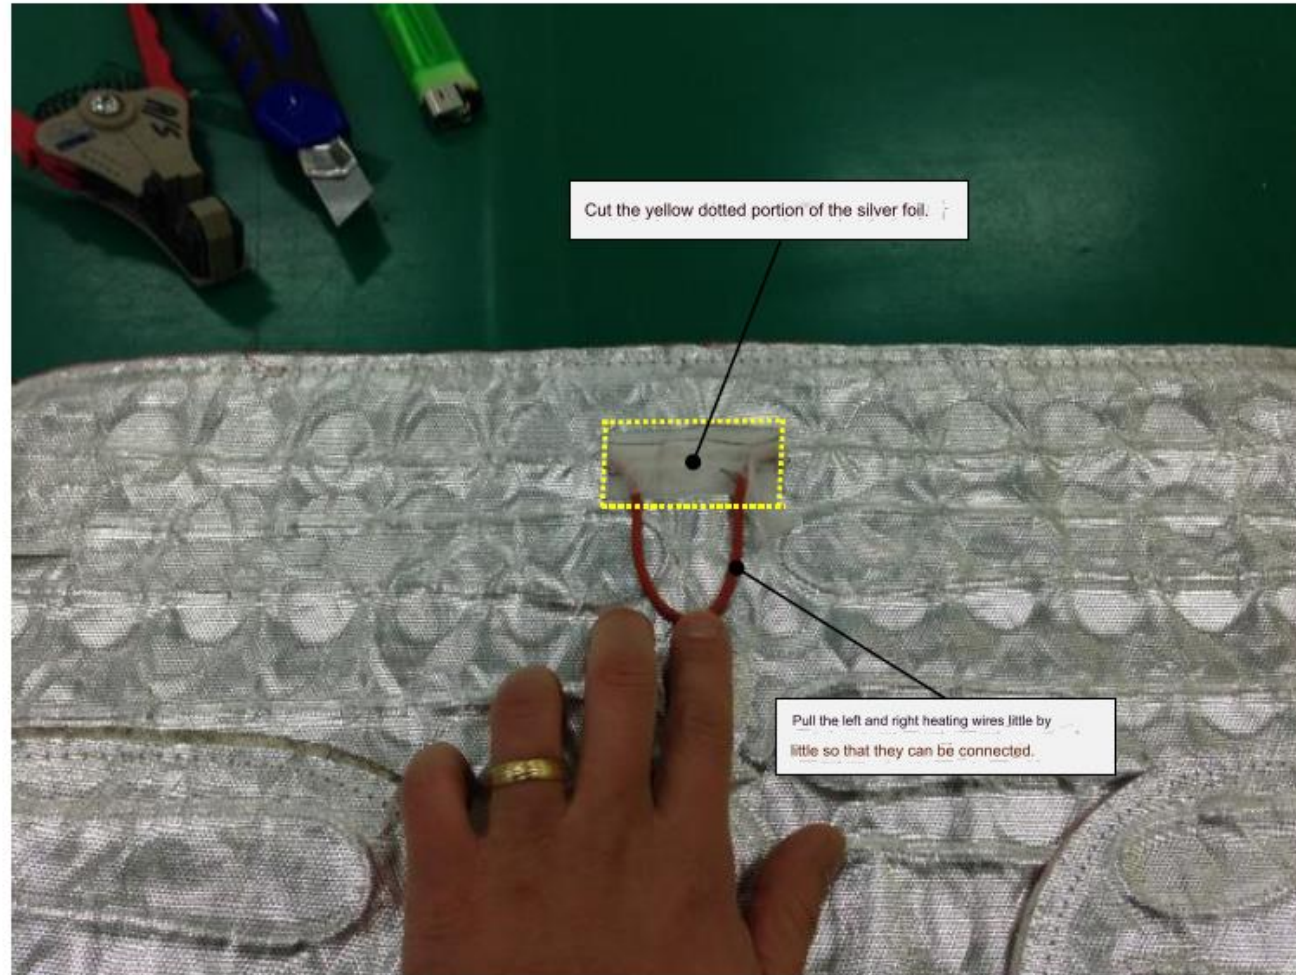 Cut the yellow dotted portion of the silver foil.
Pull the left and right heating wires little by
little so that they can be connected.